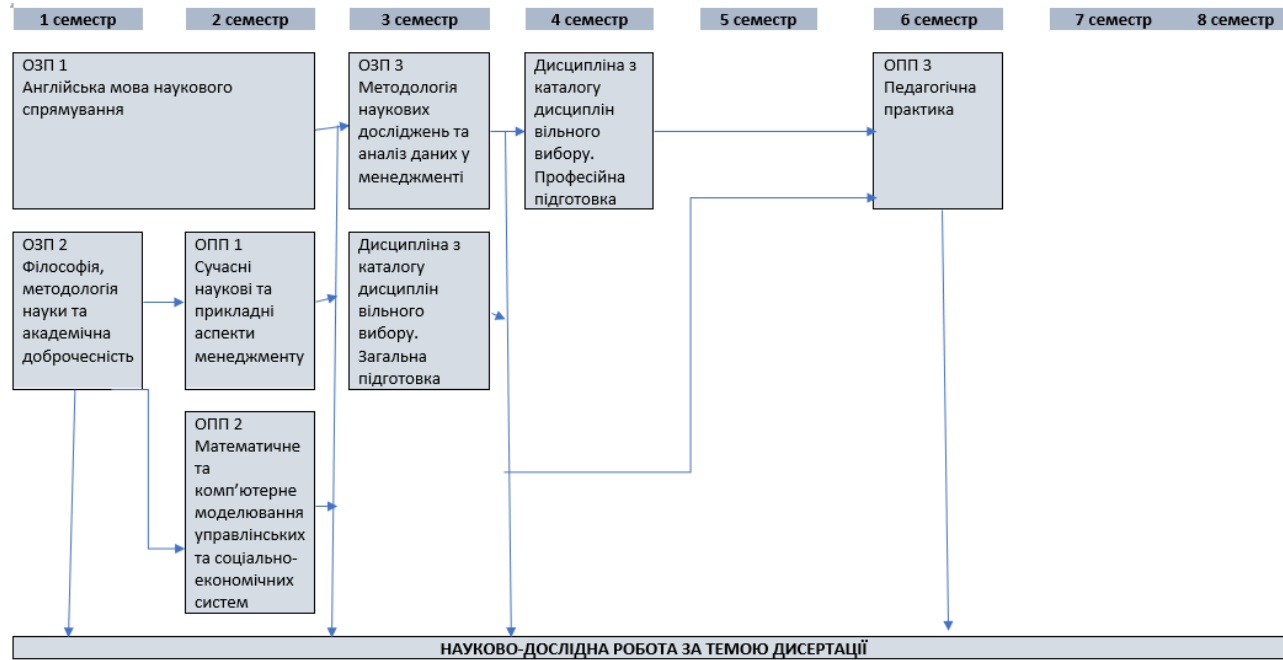 1 семестр
2 семестр
3 семестр
4 семестр
5 семестр
6 семестр
7 семестр
8 семестр
ОЗП 1
Англійська мова наукового
спрямування
ОЗП 3
Методологія
наукових
досліджень та
аналіз даних у
менеджменті
Дисципліна з
каталогу
дисциплін
вільного
вибору.
Професійна
підготовка
ОПП 3
Педагогічна
практика
ОЗП 2
Філософія,
методологія
науки та
академічна
доброчесність
ОПП 1
Сучасні
наукові та
прикладні
аспекти
менеджменту
Дисципліна з
каталогу
дисциплін
вільного
вибору.
Загальна
підготовка
ОПП 2
Математичне
та
комп’ютерне
моделювання
управлінських
та соціально-
економічних
систем
НАУКОВО-ДОСЛІДНА РОБОТА ЗА ТЕМОЮ ДИСЕРТАЦІЇ